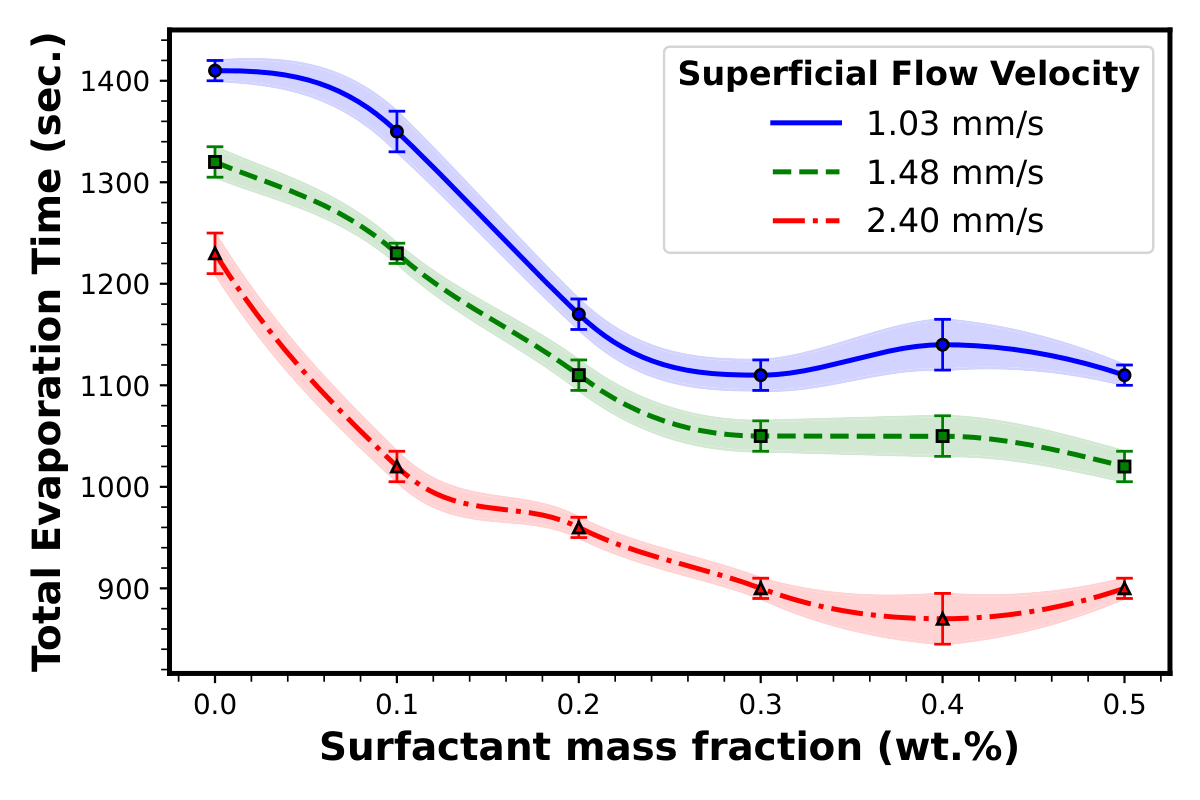 Total Evaporation Time (sec.)
1400
1300
1200
1100
1000
900
Superficial Flow Velocity
1.03 mm/s
1.48 mm/s
2.40 mm/s
0.0 0.1 0.2 0.3 0.4 0.5
Surfactant mass fraction (wt.%)